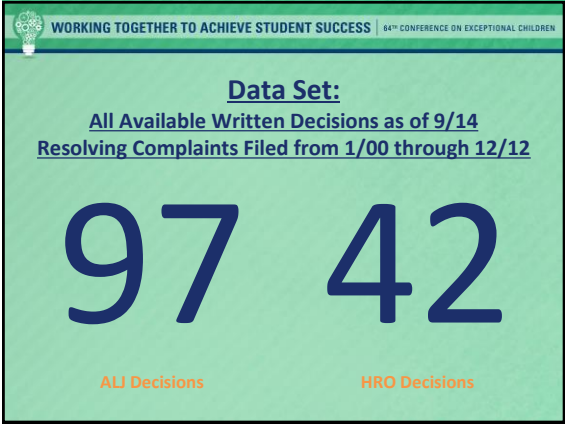 WORKING TOGETHER TO ACHIEVE STUDENT SUCCESS | 64TH CONFERENCE ON EXCEPTIONAL CHILDREN
Data Set:
All Available Written Decisions as of 9/14
Resolving Complaints Filed from 1/00 through 12/12
97 42
ALJ Decisions HRO Decisions